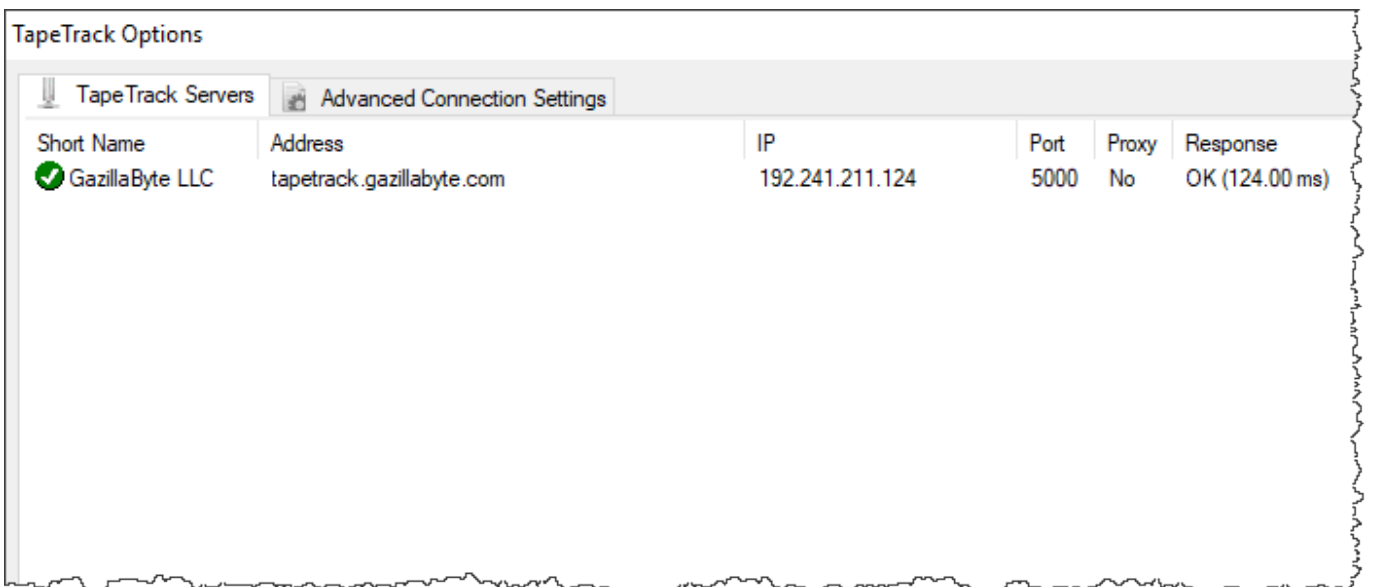 TapeTrack Options
TapeTrack Servers Advanced Connection Settings
Short Name Address IP Port Proxy Response
GazillaByte LLC tapetrack.gazillabyte.com 192.241.211.124 5000 No OK (124.00 ms)